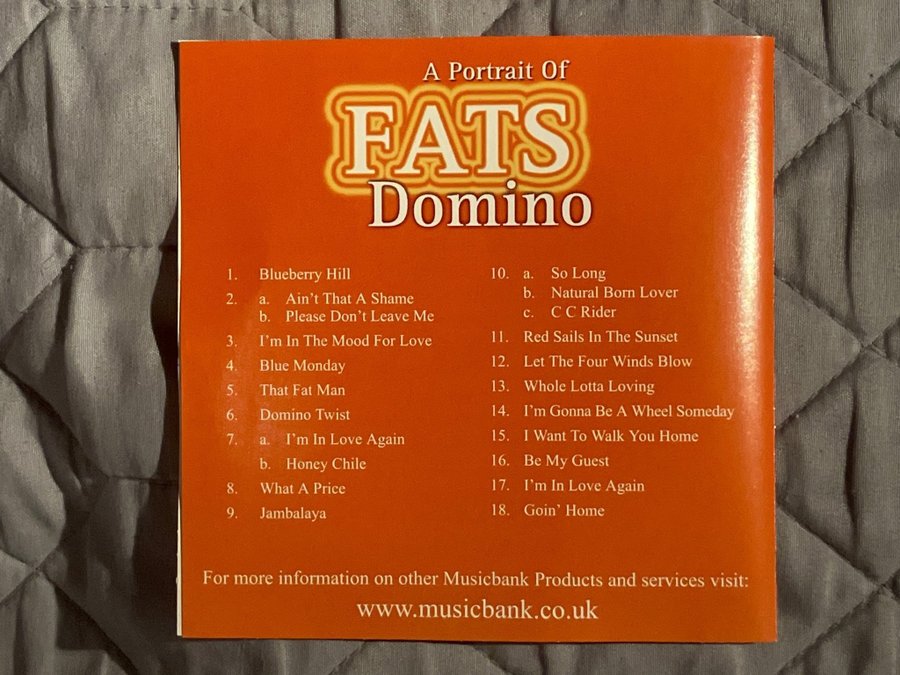 A Portrait Of
FATS
Domino
1. Blueberry Hill
2. a. Ain't That A Shame
b. Please Don't Leave Me
3. I'm In The Mood For Love
4. Blue Monday
5. That Fat Man
6. Domino Twist
7. a. I'm In Love Again
b. Honey Chile
8. What A Price
9. Jambalaya
10. a. So Long
b. Natural Born Lover
c. C C Rider
11. Red Sails In The Sunset
12. Let The Four Winds Blow
13. Whole Lotta Loving
14. I'm Gonna Be A Wheel Someday
15. I Want To Walk You Home
16. Be My Guest
17. I'm In Love Again
18. Goin' Home
For more information on other Musicbank Products and services visit:
www.musicbank.co.uk